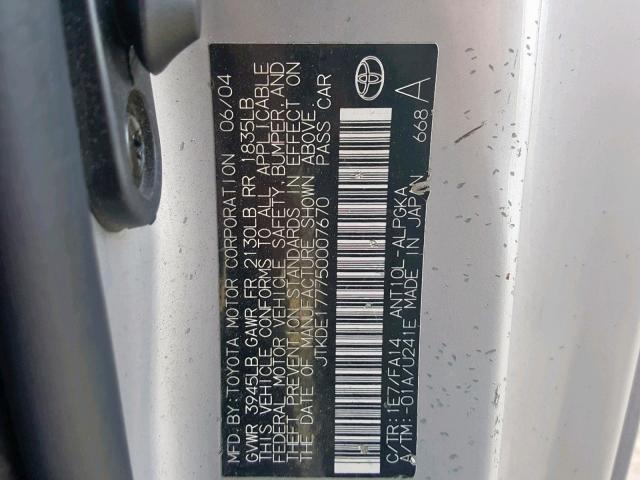 MFD.BY:TOYOTA MOTOR CORPORATION 06/04
GVWR 3945LB GAWR FR 2130LB RR 1835LB
THIS VEHICLE CONFORMS TO ALL APPLICABLE
FEDERAL MOTOR VEHICLE SAFETY, BUMPER, AND
THEFT PREVENTION STANDARDS IN EFFECT ON
THE DATE OF MANUFACTURE SHOWN ABOVE.
JTKDE177750007670 PASS CAR
C/TR: 1E7/FA14 ANT10L-ALPGKA
A/TM: -01A/U241E MADE IN JAPAN
668 A